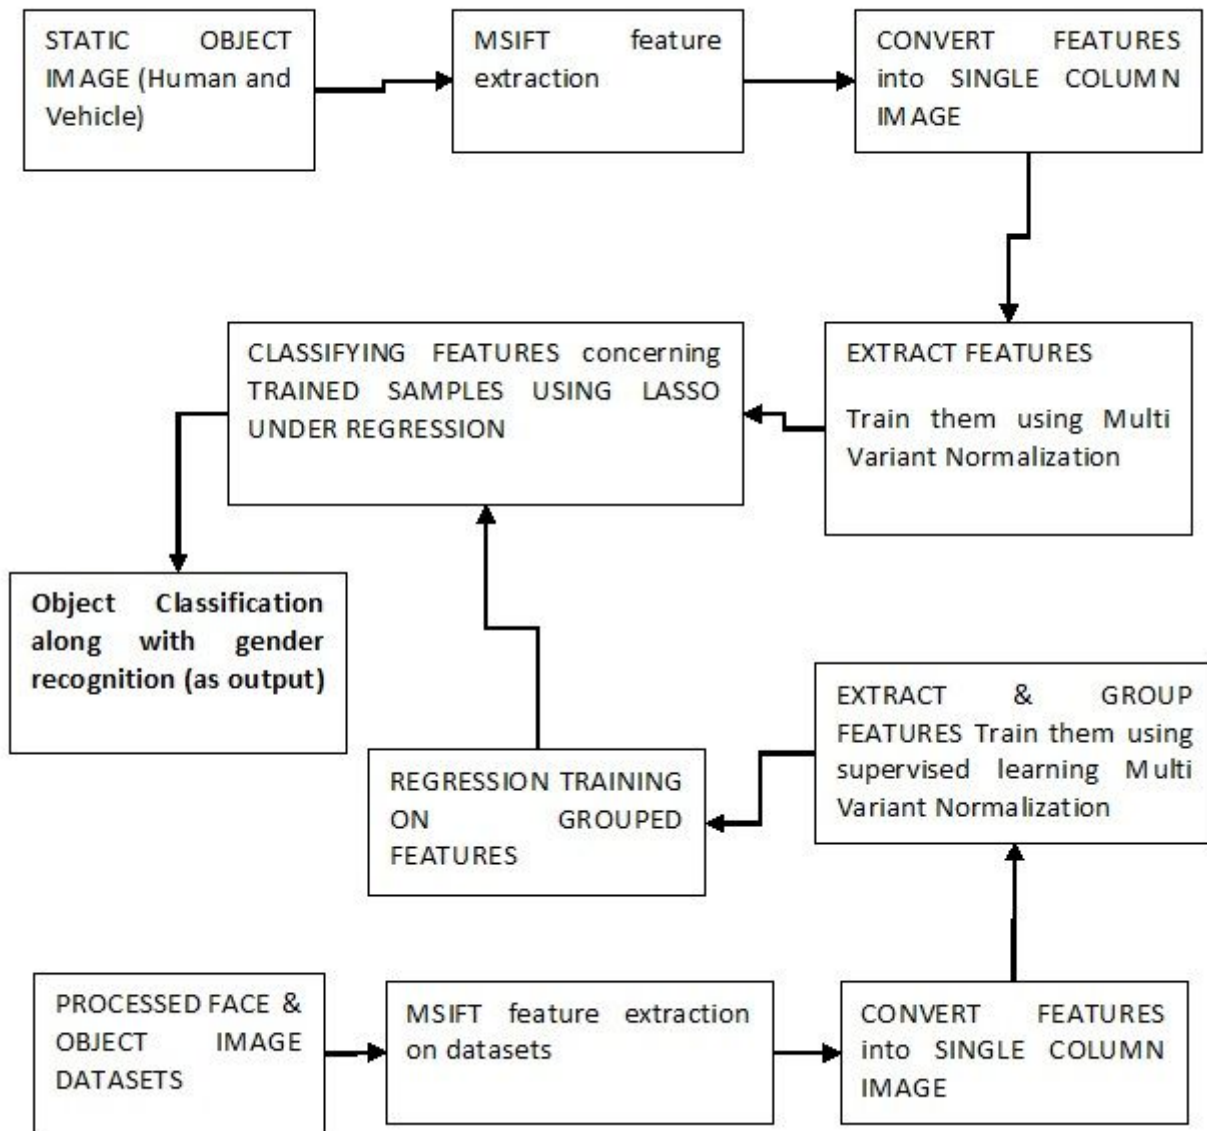 STATIC OBJECT
IMAGE (Human and
Vehicle)
MSIFT feature
extraction
CONVERT FEATURES
into SINGLE COLUMN
IMAGE
EXTRACT FEATURES
Train them using Multi
Variant Normalization
CLASSIFYING FEATURES concerning
TRAINED SAMPLES USING LASSO
UNDER REGRESSION
Object Classification
along with gender
recognition (as output)
EXTRACT & GROUP
FEATURES Train them using
supervised learning Multi
Variant Normalization
REGRESSION TRAINING
ON GROUPED
FEATURES
PROCESSED FACE &
OBJECT IMAGE
DATASETS
MSIFT feature extraction
on datasets
CONVERT FEATURES
into SINGLE COLUMN
IMAGE